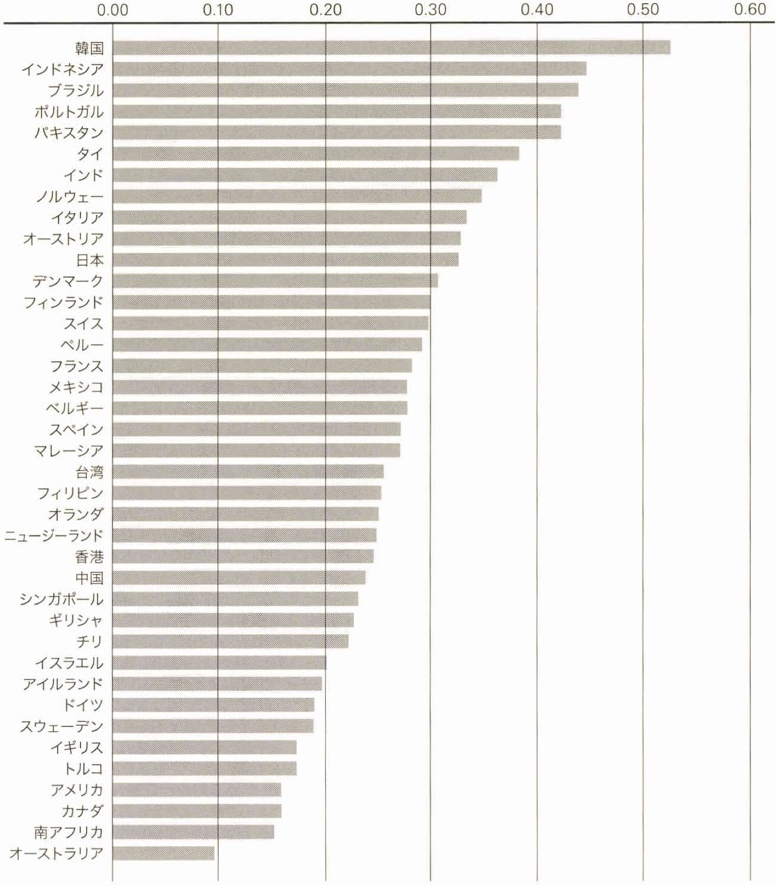 0.00 0.10 0.20 0.30 0.40 0.50 0.60
韓国
インドネシア
ブラジル
ポルトガル
パキスタン
タイ
インド
ノルウェー
イタリア
オーストリア
日本
デンマーク
フィンランド
スイス
ペルー
フランス
メキシコ
ベルギー
スペイン
マレーシア
台湾
フィリピン
オランダ
ニュージーランド
香港
中国
シンガポール
ギリシャ
チリ
イスラエル
アイルランド
ドイツ
スウェーデン
イギリス
トルコ
アメリカ
カナダ
南アフリカ
オーストラリア